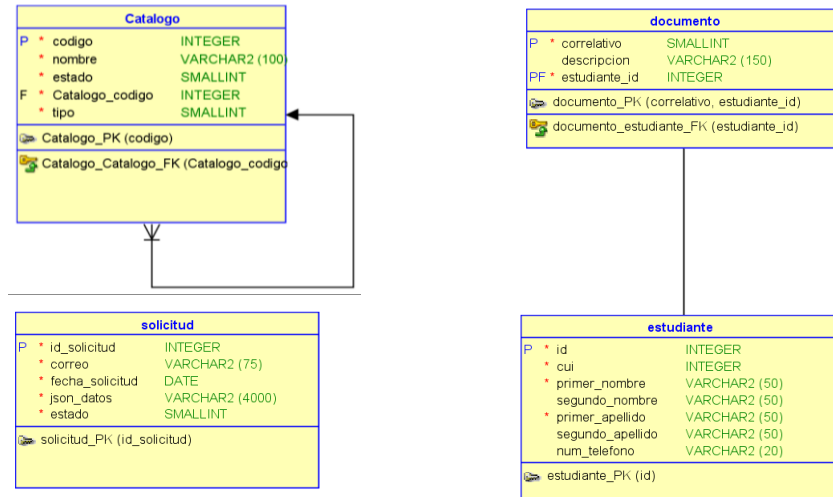 Catalogo
P * codigo INTEGER
* nombre VARCHAR2 (100)
* estado SMALLINT
F * Catalogo_codigo INTEGER
* tipo SMALLINT
Catalogo_PK (codigo)
Catalogo_Catalogo_FK (Catalogo_codigo
documento
P * correlativo SMALLINT
descripcion VARCHAR2 (150)
PF * estudiante_id INTEGER
documento_PK (correlativo, estudiante_id)
documento_estudiante_FK (estudiante_id)
solicitud
P * id_solicitud INTEGER
* correo VARCHAR2 (75)
* fecha_solicitud DATE
* json_datos VARCHAR2 (4000)
* estado SMALLINT
solicitud_PK (id_solicitud)
estudiante
P * id INTEGER
* cui INTEGER
* primer_nombre VARCHAR2 (50)
segundo_nombre VARCHAR2 (50)
* primer_apellido VARCHAR2 (50)
segundo_apellido VARCHAR2 (50)
num_telefono VARCHAR2 (20)
estudiante_PK (id)